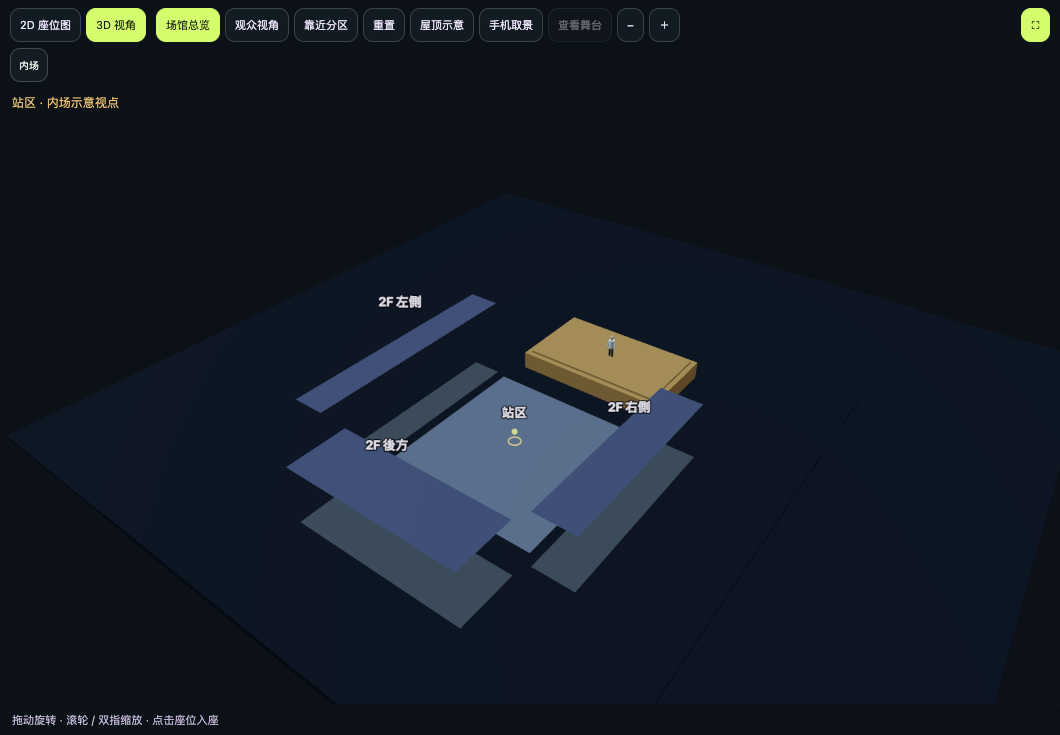 2D 座位图 3D 视角 场馆总览 观众视角 靠近分区 重置 屋顶示意 手机取景 查看舞台 − +
内场
站区 · 内场示意视点
2F 左側
站区
2F 右側
2F 後方
拖动旋转 · 滚轮 / 双指缩放 · 点击座位入座